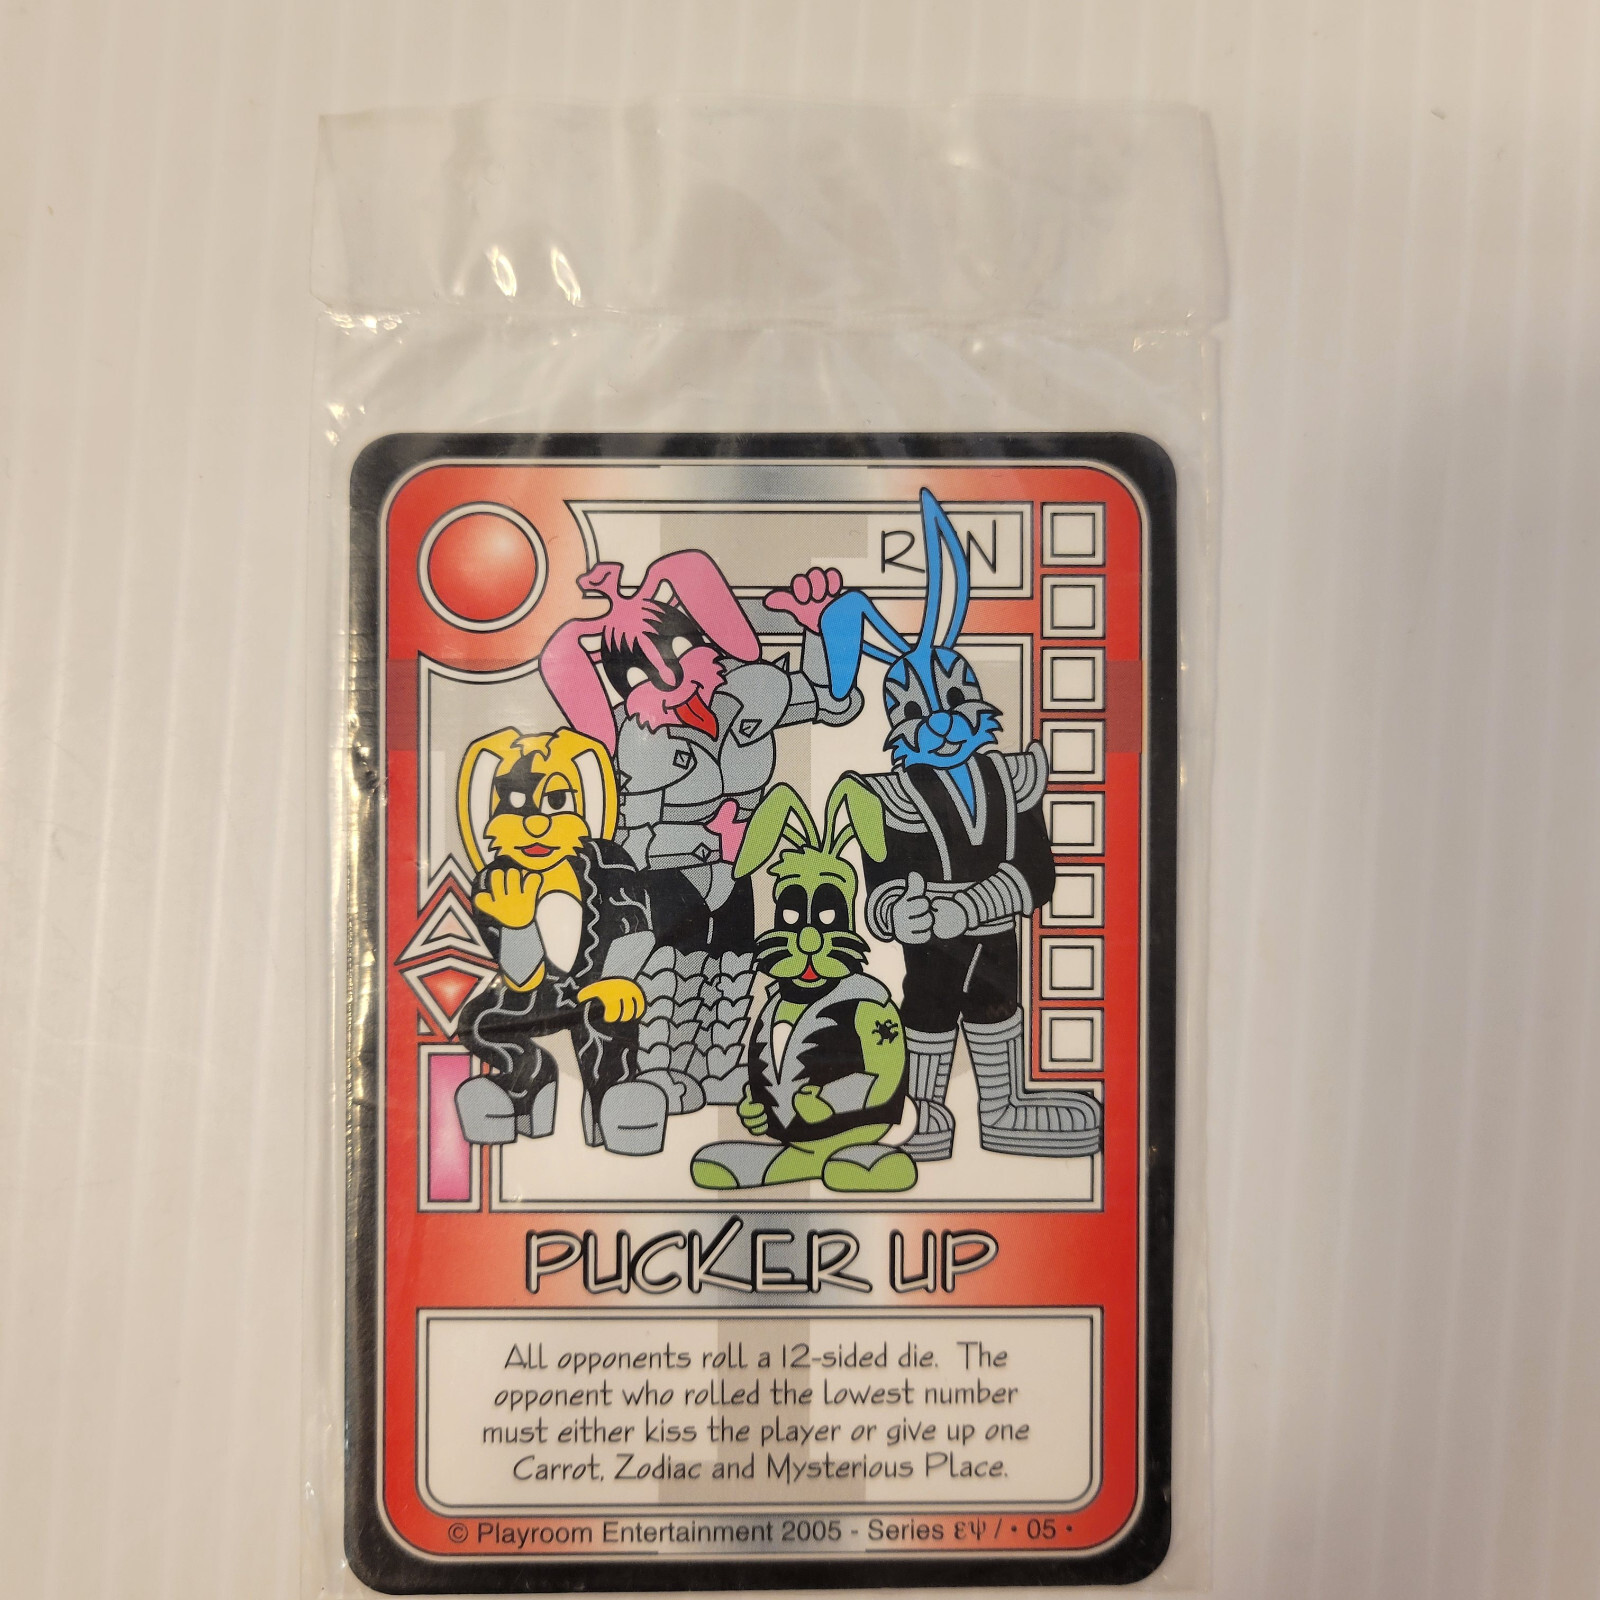 R N
PUCKER UP
All opponents roll a 12-sided die. The
opponent who rolled the lowest number
must either kiss the player or give up one
Carrot, Zodiac and Mysterious Place.
© Playroom Entertainment 2005 - Series εψ / • 05 •